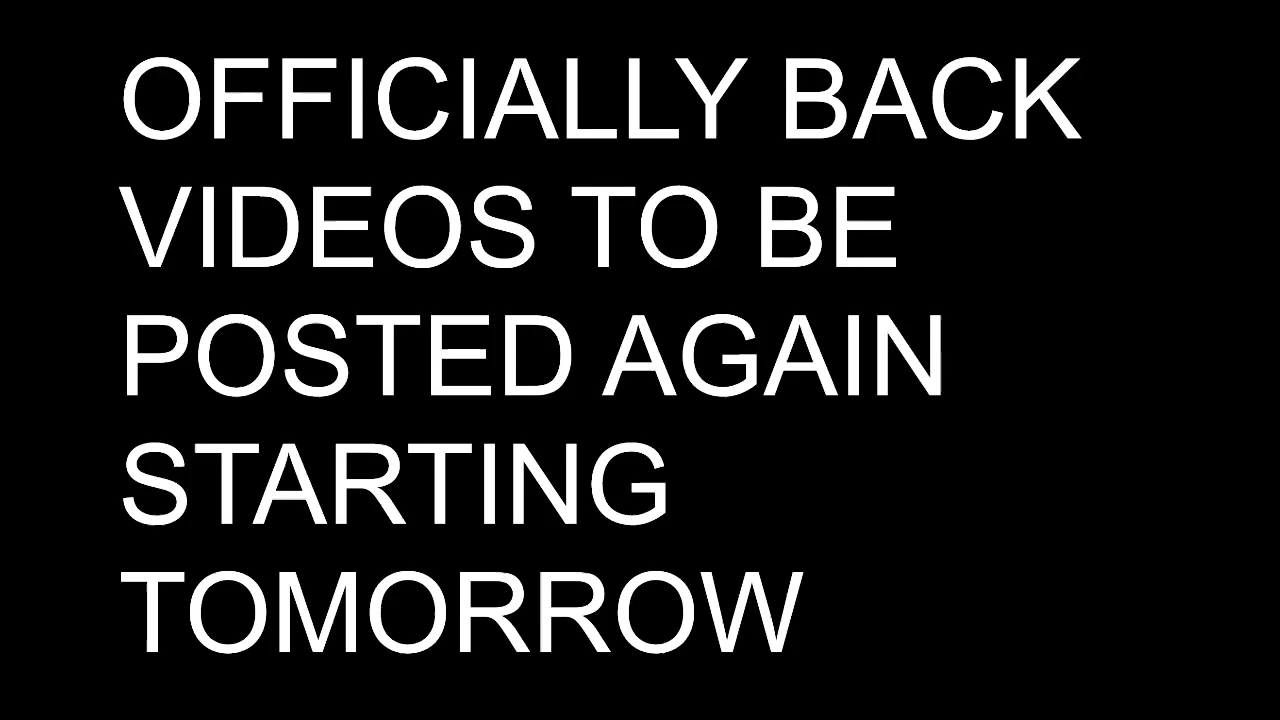 OFFICIALLY BACK
VIDEOS TO BE
POSTED AGAIN
STARTING
TOMORROW